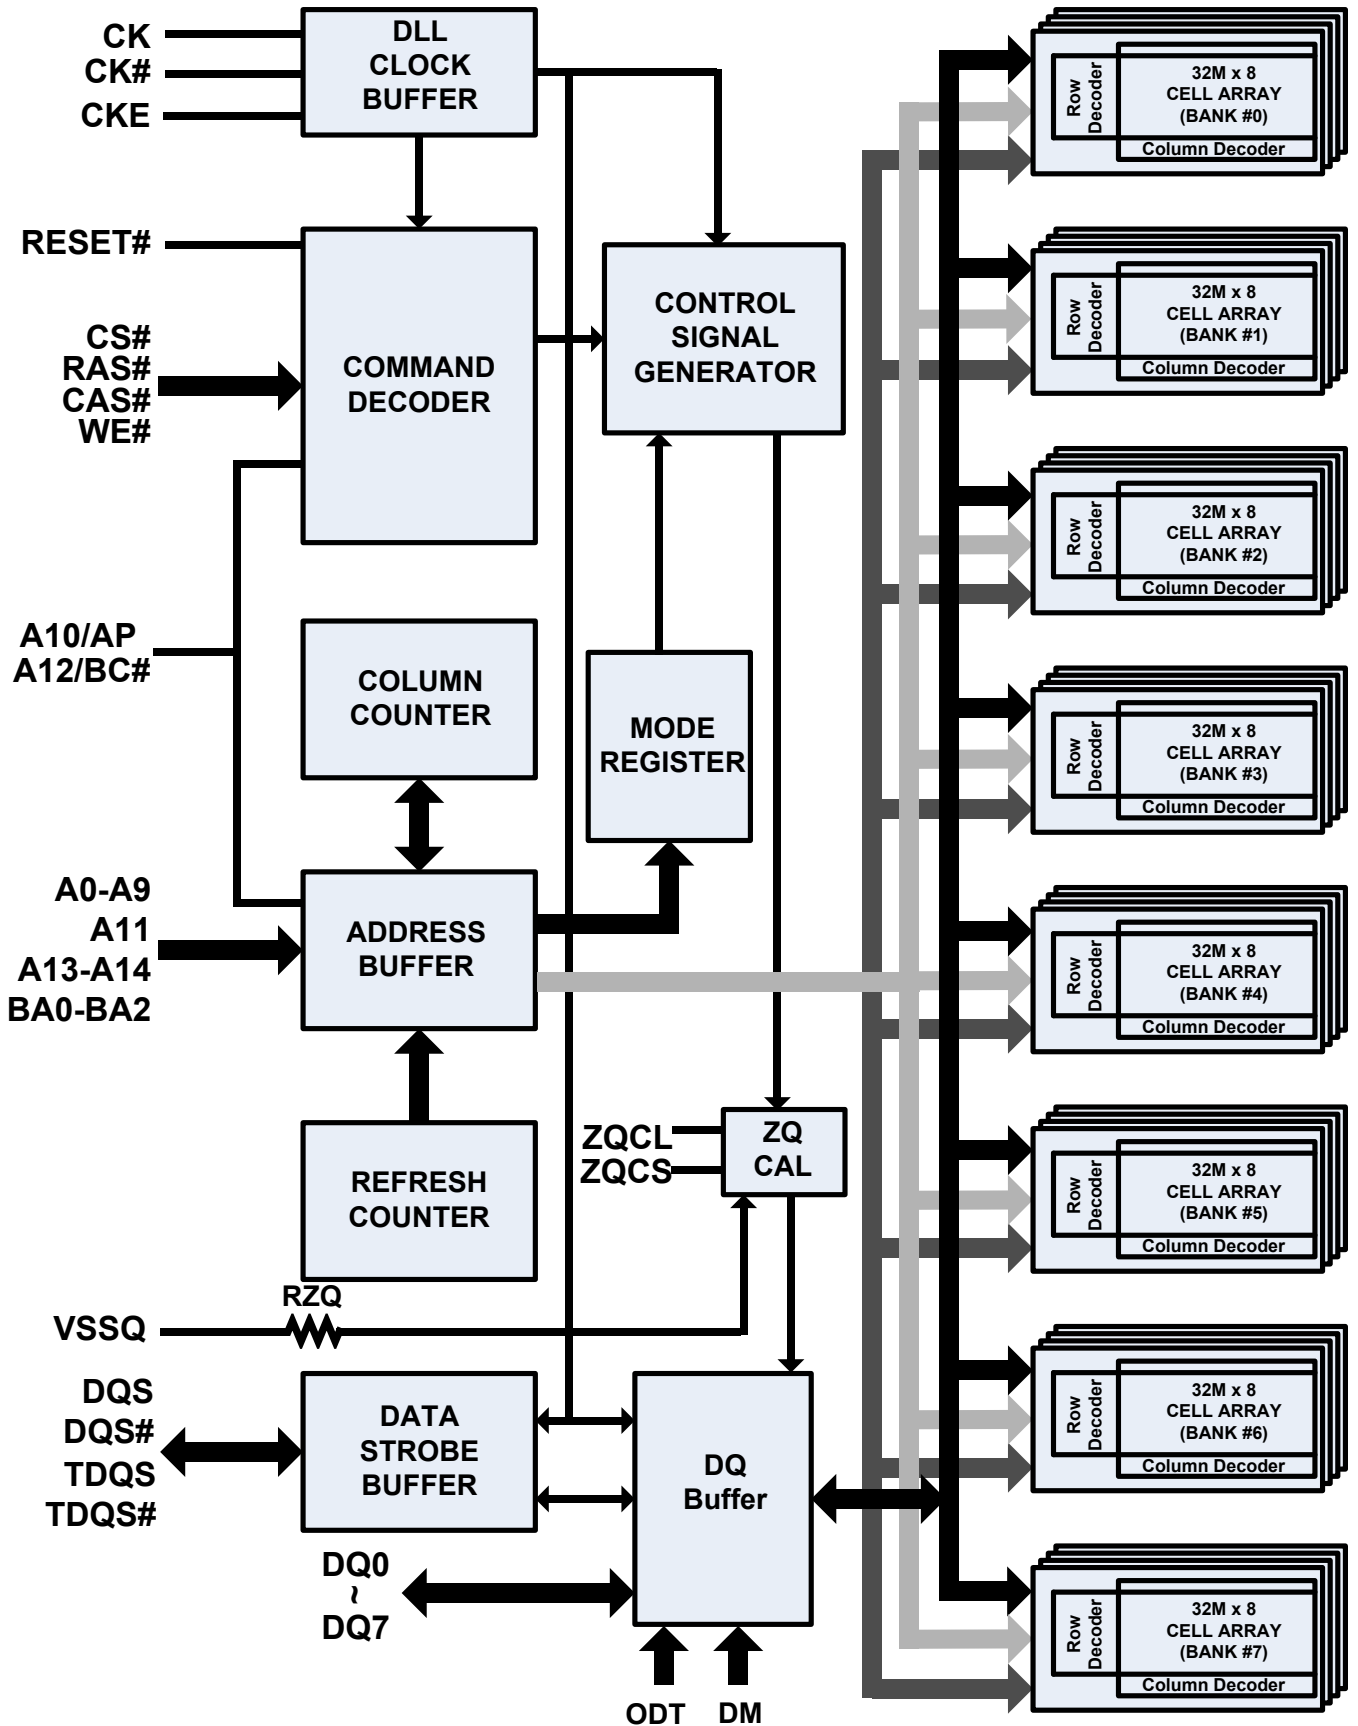 CK
CK#
CKE
DLL
CLOCK
BUFFER
RESET#
CS#
RAS#
CAS#
WE#
COMMAND
DECODER
CONTROL
SIGNAL
GENERATOR
A10/AP
A12/BC#
COLUMN
COUNTER
MODE
REGISTER
A0-A9
A11
A13-A14
BA0-BA2
ADDRESS
BUFFER
REFRESH
COUNTER
ZQCL
ZQCS
ZQ
CAL
RZQ
VSSQ
DQS
DQS#
TDQS
TDQS#
DATA
STROBE
BUFFER
DQ
Buffer
DQ0
~
DQ7
ODT
DM
Row
Decoder
32M x 8
CELL ARRAY
(BANK #0)
Column Decoder
Row
Decoder
32M x 8
CELL ARRAY
(BANK #1)
Column Decoder
Row
Decoder
32M x 8
CELL ARRAY
(BANK #2)
Column Decoder
Row
Decoder
32M x 8
CELL ARRAY
(BANK #3)
Column Decoder
Row
Decoder
32M x 8
CELL ARRAY
(BANK #4)
Column Decoder
Row
Decoder
32M x 8
CELL ARRAY
(BANK #5)
Column Decoder
Row
Decoder
32M x 8
CELL ARRAY
(BANK #6)
Column Decoder
Row
Decoder
32M x 8
CELL ARRAY
(BANK #7)
Column Decoder